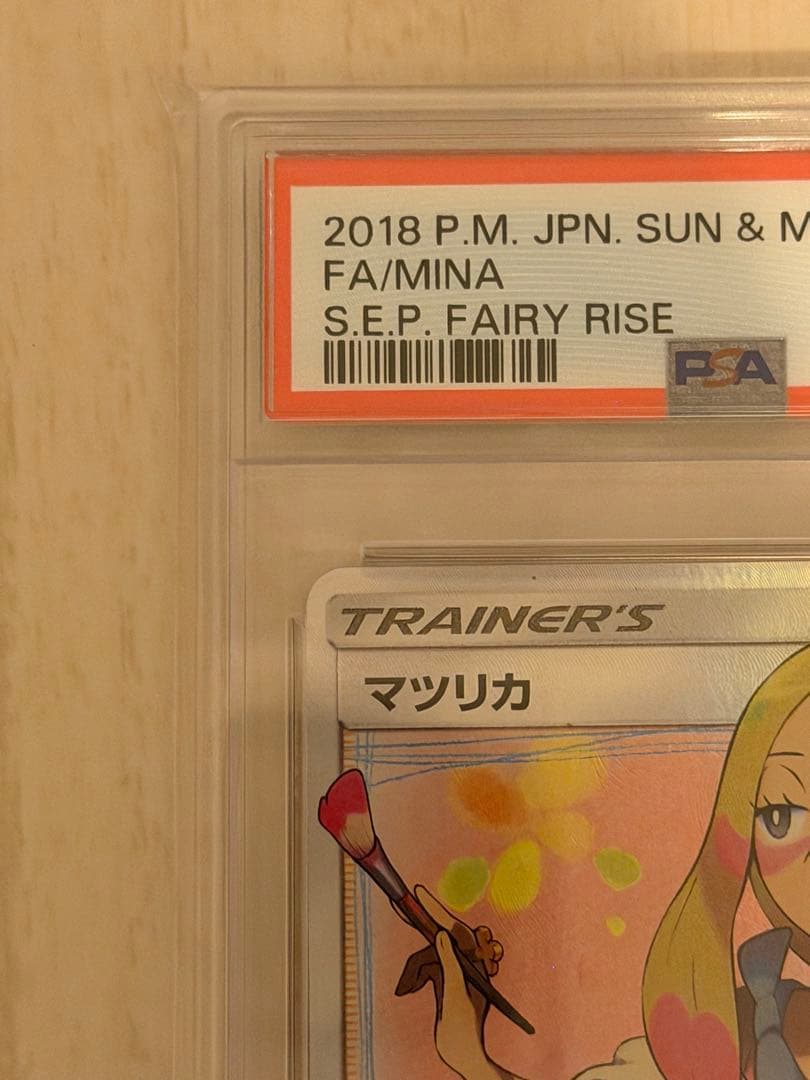 2018 P.M. JPN. SUN & M
FA/MINA
S.E.P. FAIRY RISE
PSA
TRAINER'S
マツリカ